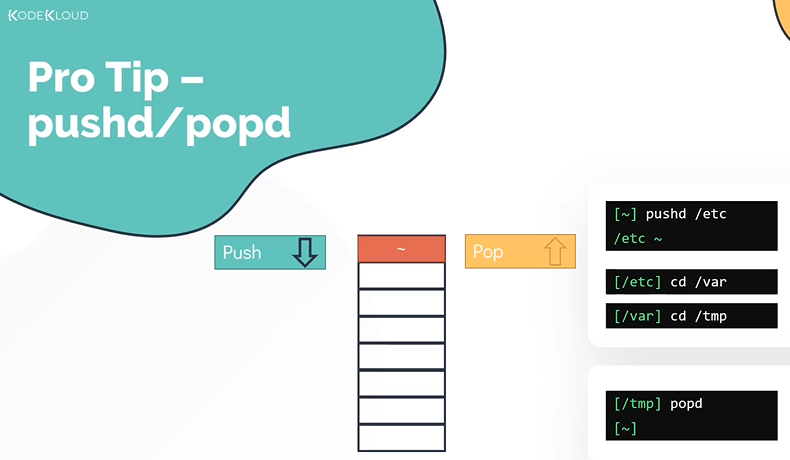 KODEKLOUD
Pro Tip –
pushd/popd
Push
~
Pop
[~] pushd /etc
/etc ~
[/etc] cd /var
[/var] cd /tmp
[/tmp] popd
[~]